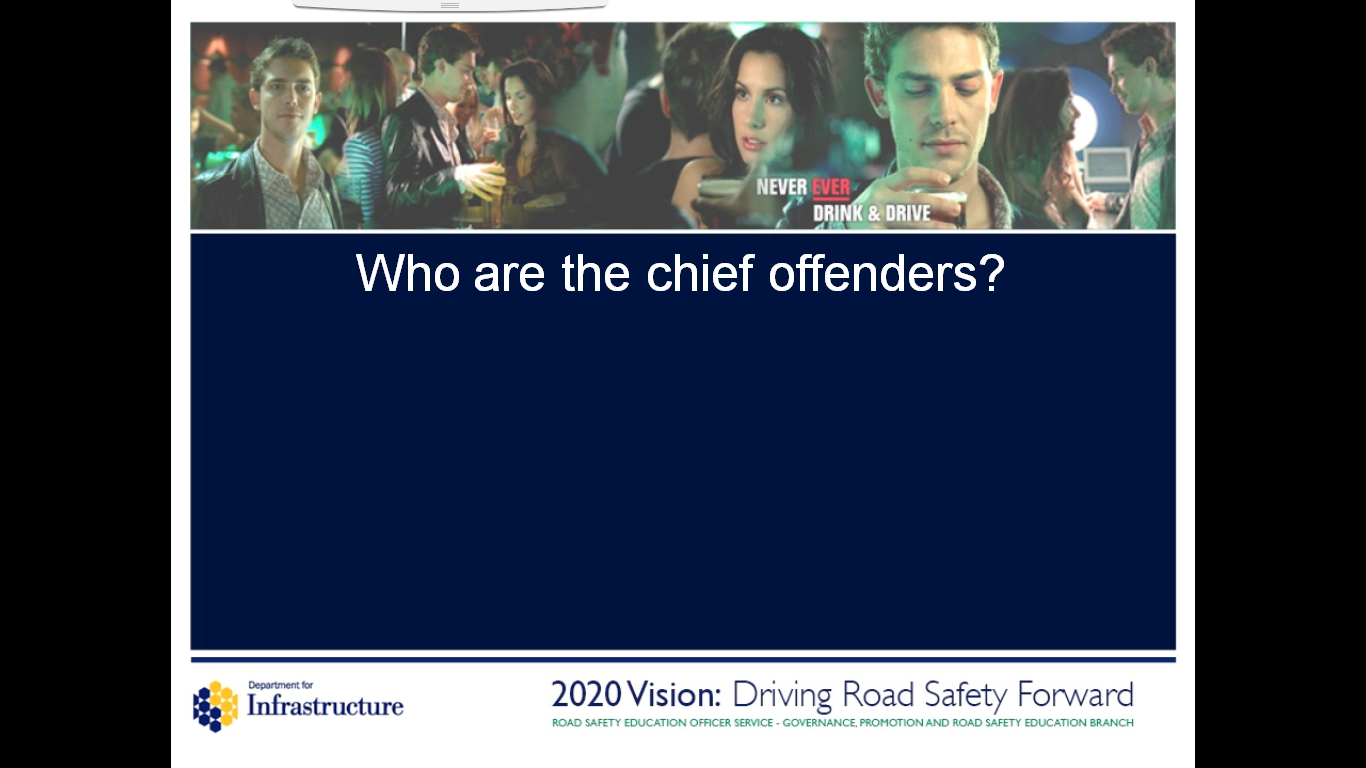 NEVER EVER
DRINK & DRIVE
Who are the chief offenders?
Department for
Infrastructure
2020 Vision: Driving Road Safety Forward
ROAD SAFETY EDUCATION OFFICER SERVICE - GOVERNANCE, PROMOTION AND ROAD SAFETY EDUCATION BRANCH